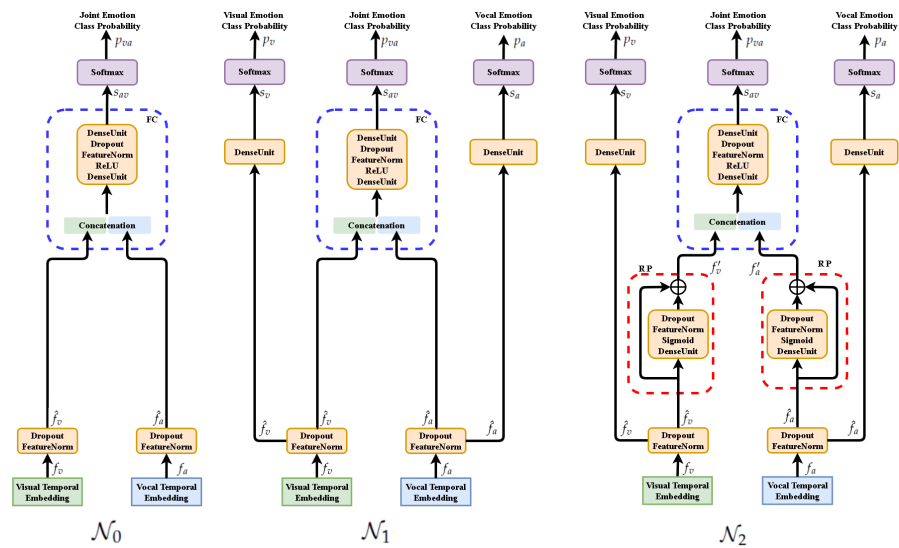 Joint Emotion
Class Probability
p_va
Softmax
s_av
FC
DenseUnit
Dropout
FeatureNorm
ReLU
DenseUnit
Concatenation
f̂_v
f̂_a
Dropout
FeatureNorm
Dropout
FeatureNorm
f_v
f_a
Visual Temporal
Embedding
Vocal Temporal
Embedding
𝒩_0
Visual Emotion
Class Probability
Joint Emotion
Class Probability
Vocal Emotion
Class Probability
p_v
p_va
p_a
Softmax
Softmax
Softmax
s_v
s_av
s_a
FC
DenseUnit
DenseUnit
Dropout
FeatureNorm
ReLU
DenseUnit
DenseUnit
Concatenation
f̂_v
f̂_v
f̂_a
f̂_a
Dropout
FeatureNorm
Dropout
FeatureNorm
f_v
f_a
Visual Temporal
Embedding
Vocal Temporal
Embedding
𝒩_1
Visual Emotion
Class Probability
Joint Emotion
Class Probability
Vocal Emotion
Class Probability
p_v
p_va
p_a
Softmax
Softmax
Softmax
s_v
s_av
s_a
FC
DenseUnit
DenseUnit
Dropout
FeatureNorm
ReLU
DenseUnit
DenseUnit
Concatenation
RP
f′_v
f′_a
RP
Dropout
FeatureNorm
Sigmoid
DenseUnit
Dropout
FeatureNorm
Sigmoid
DenseUnit
f̂_v
f̂_v
f̂_a
f̂_a
Dropout
FeatureNorm
Dropout
FeatureNorm
f_v
f_a
Visual Temporal
Embedding
Vocal Temporal
Embedding
𝒩_2